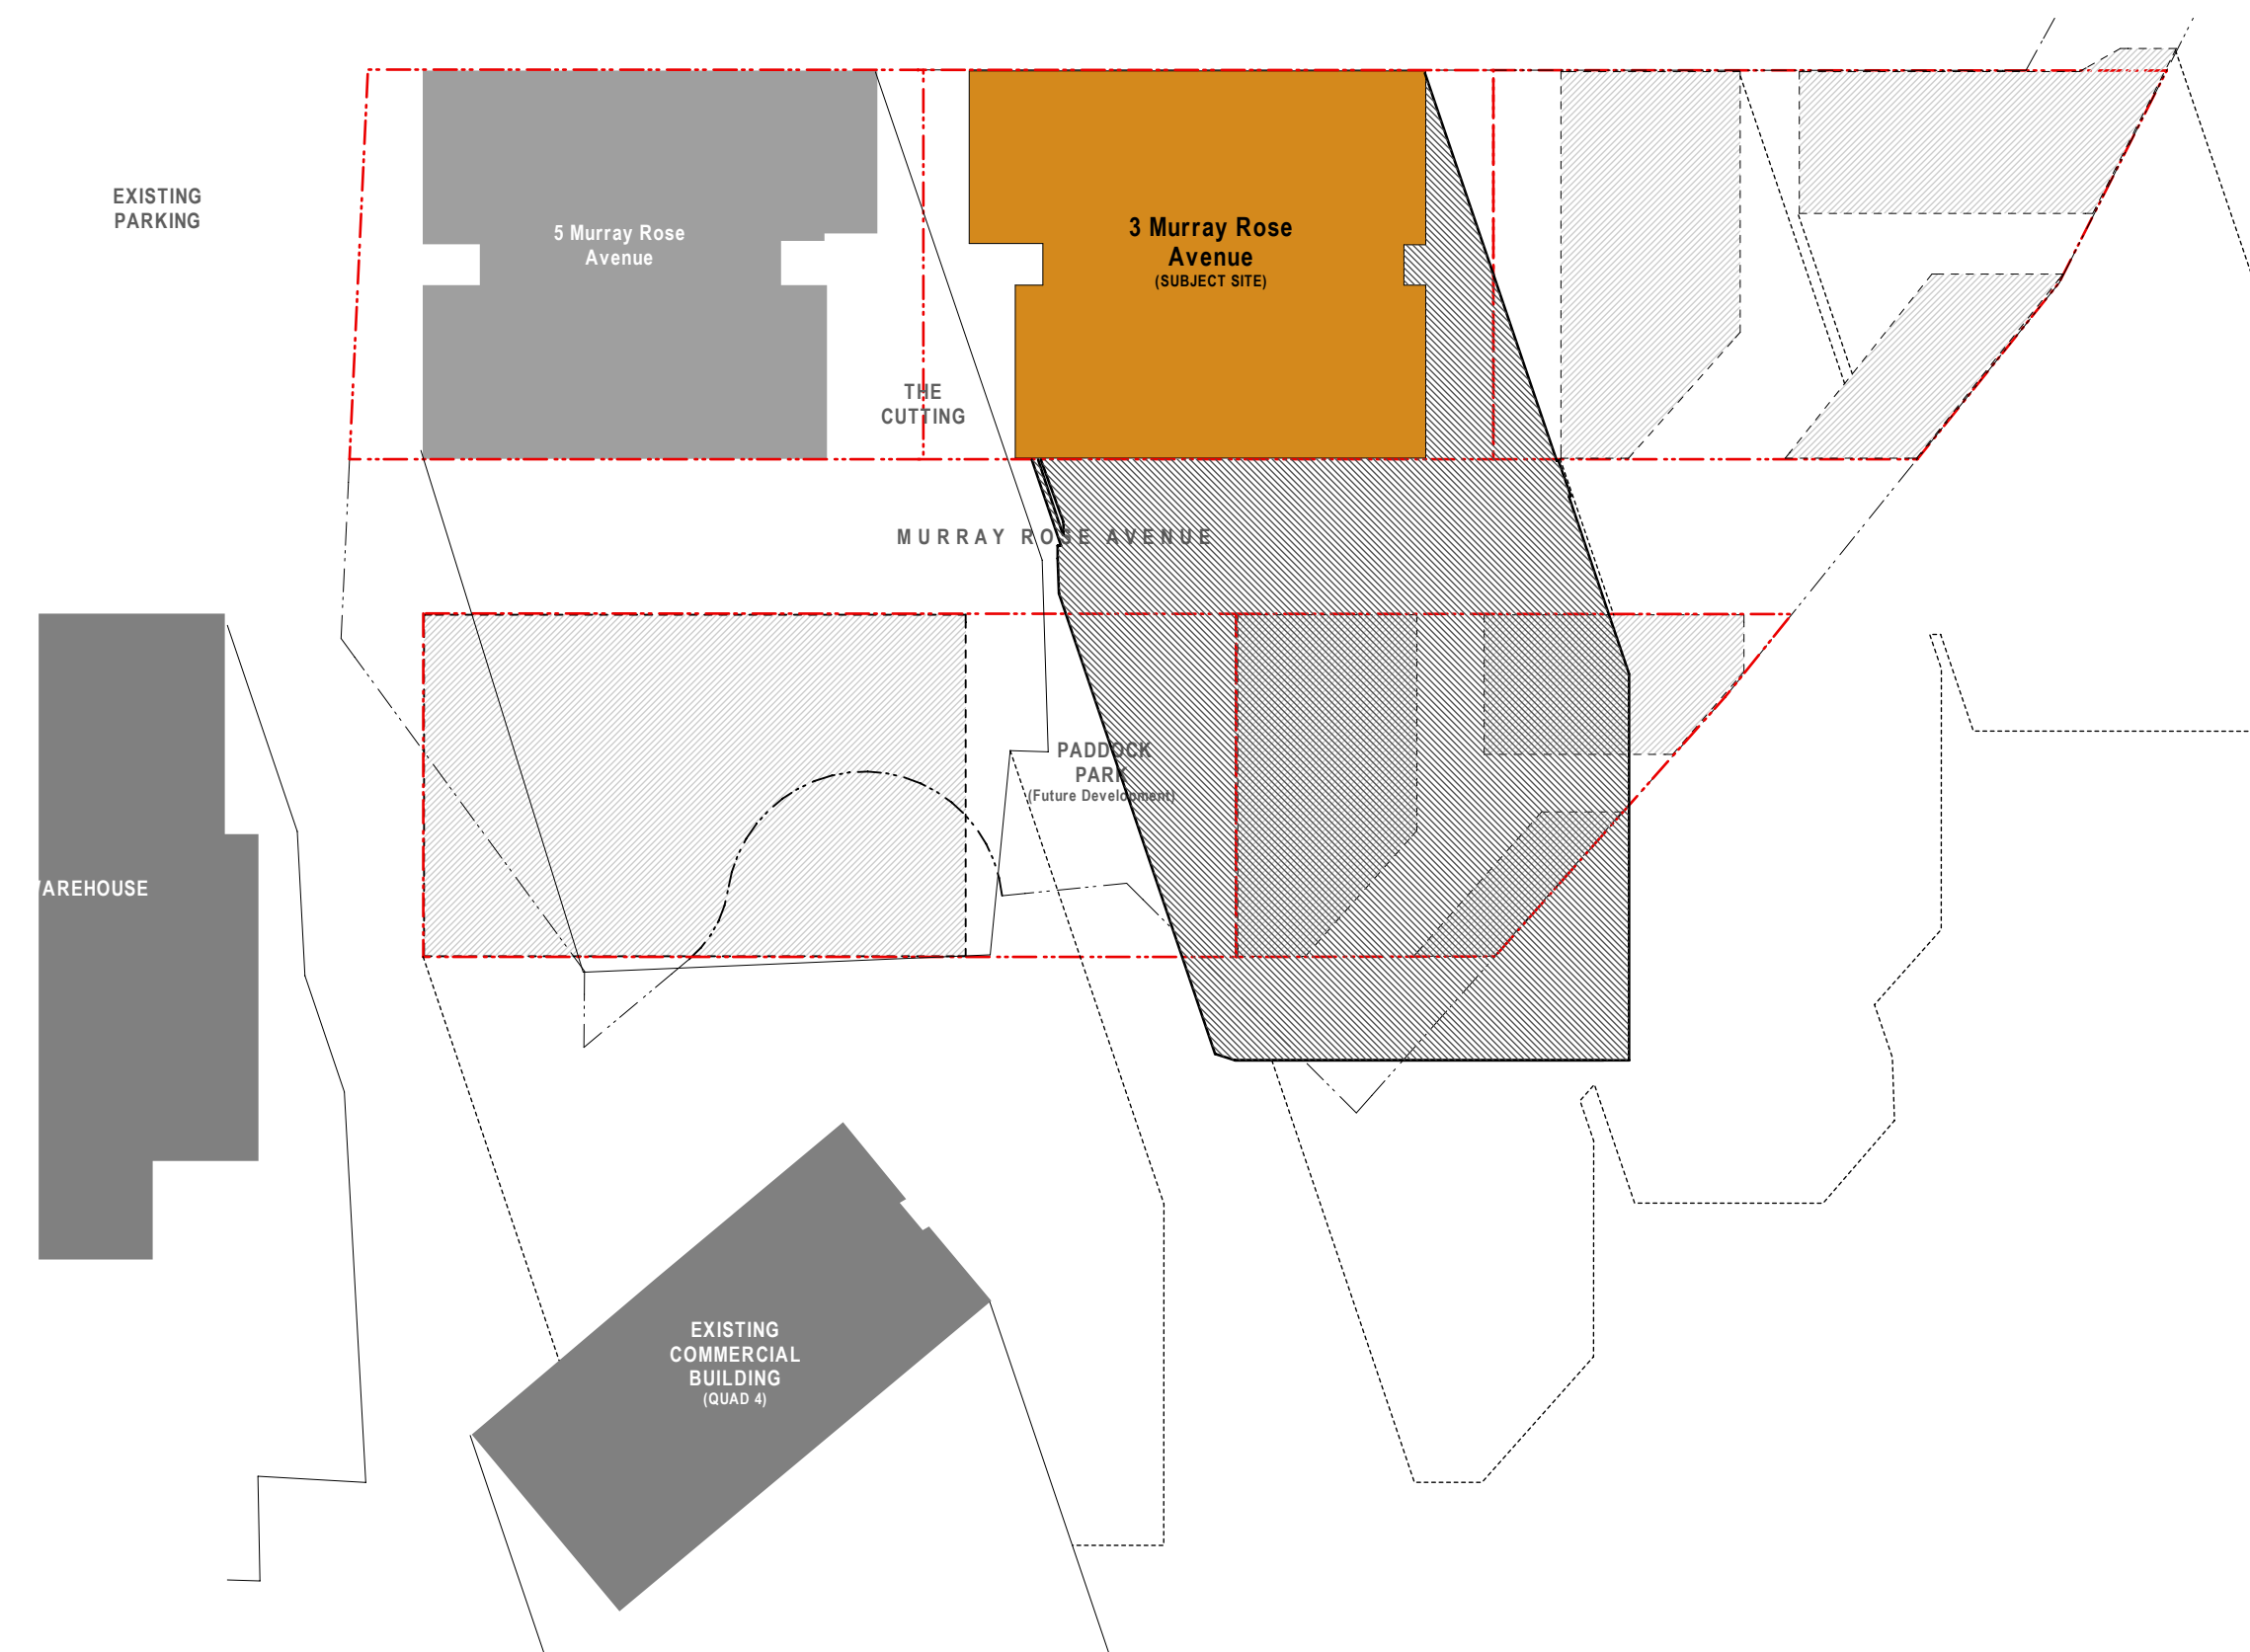 EXISTING
PARKING
5 Murray Rose
Avenue
3 Murray Rose
Avenue
(SUBJECT SITE)
THE
CUTTING
MURRAY ROSE AVENUE
PADDOCK
PARK
(Future Development)
AREHOUSE
EXISTING
COMMERCIAL
BUILDING
(QUAD 4)